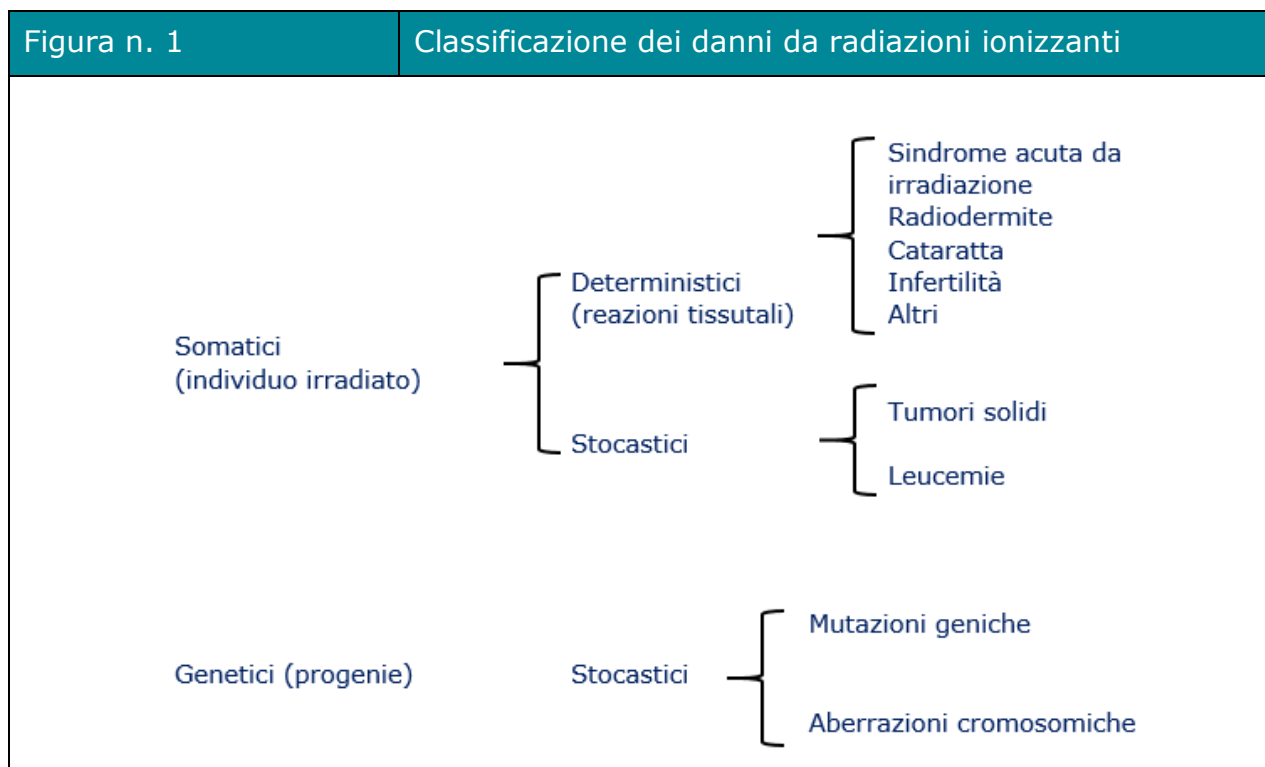 Figura n. 1
Classificazione dei danni da radiazioni ionizzanti
Somatici
(individuo irradiato)
Deterministici
(reazioni tissutali)
Sindrome acuta da
irradiazione
Radiodermite
Cataratta
Infertilità
Altri
Stocastici
Tumori solidi
Leucemie
Genetici (progenie)
Stocastici
Mutazioni geniche
Aberrazioni cromosomiche